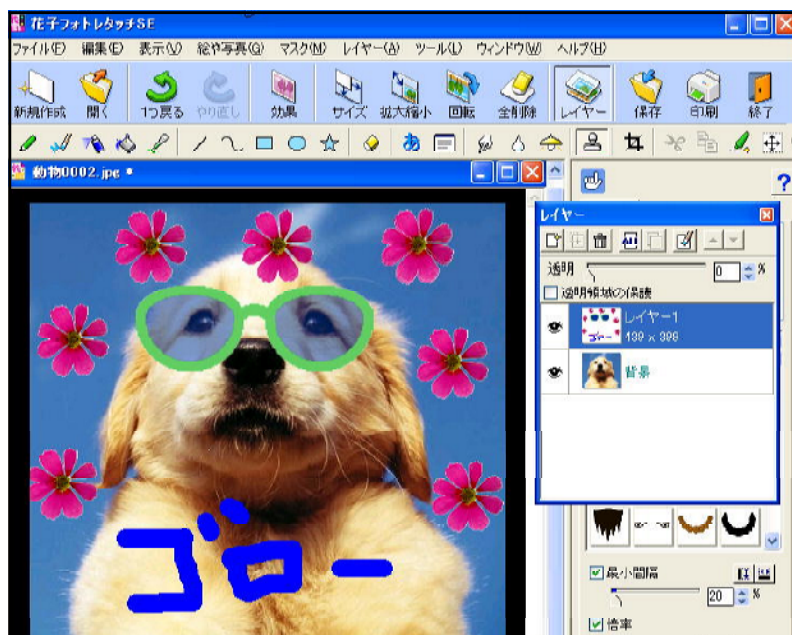 花子フォトレタッチSE
ファイル(F) 編集(E) 表示(V) 絵や写真(G) マスク(M) レイヤー(A) ツール(L) ウィンドウ(W) ヘルプ(H)
新規作成 開く 1つ戻る やり直し 効果 サイズ 拡大縮小 回転 全削除 レイヤー 保存 印刷 終了
あ
動物0002.jpe
?
レイヤー
ALL
透明 0 %
透明領域の保護
レイヤー1
背景
ゴロー
最小間隔
20 %
倍率